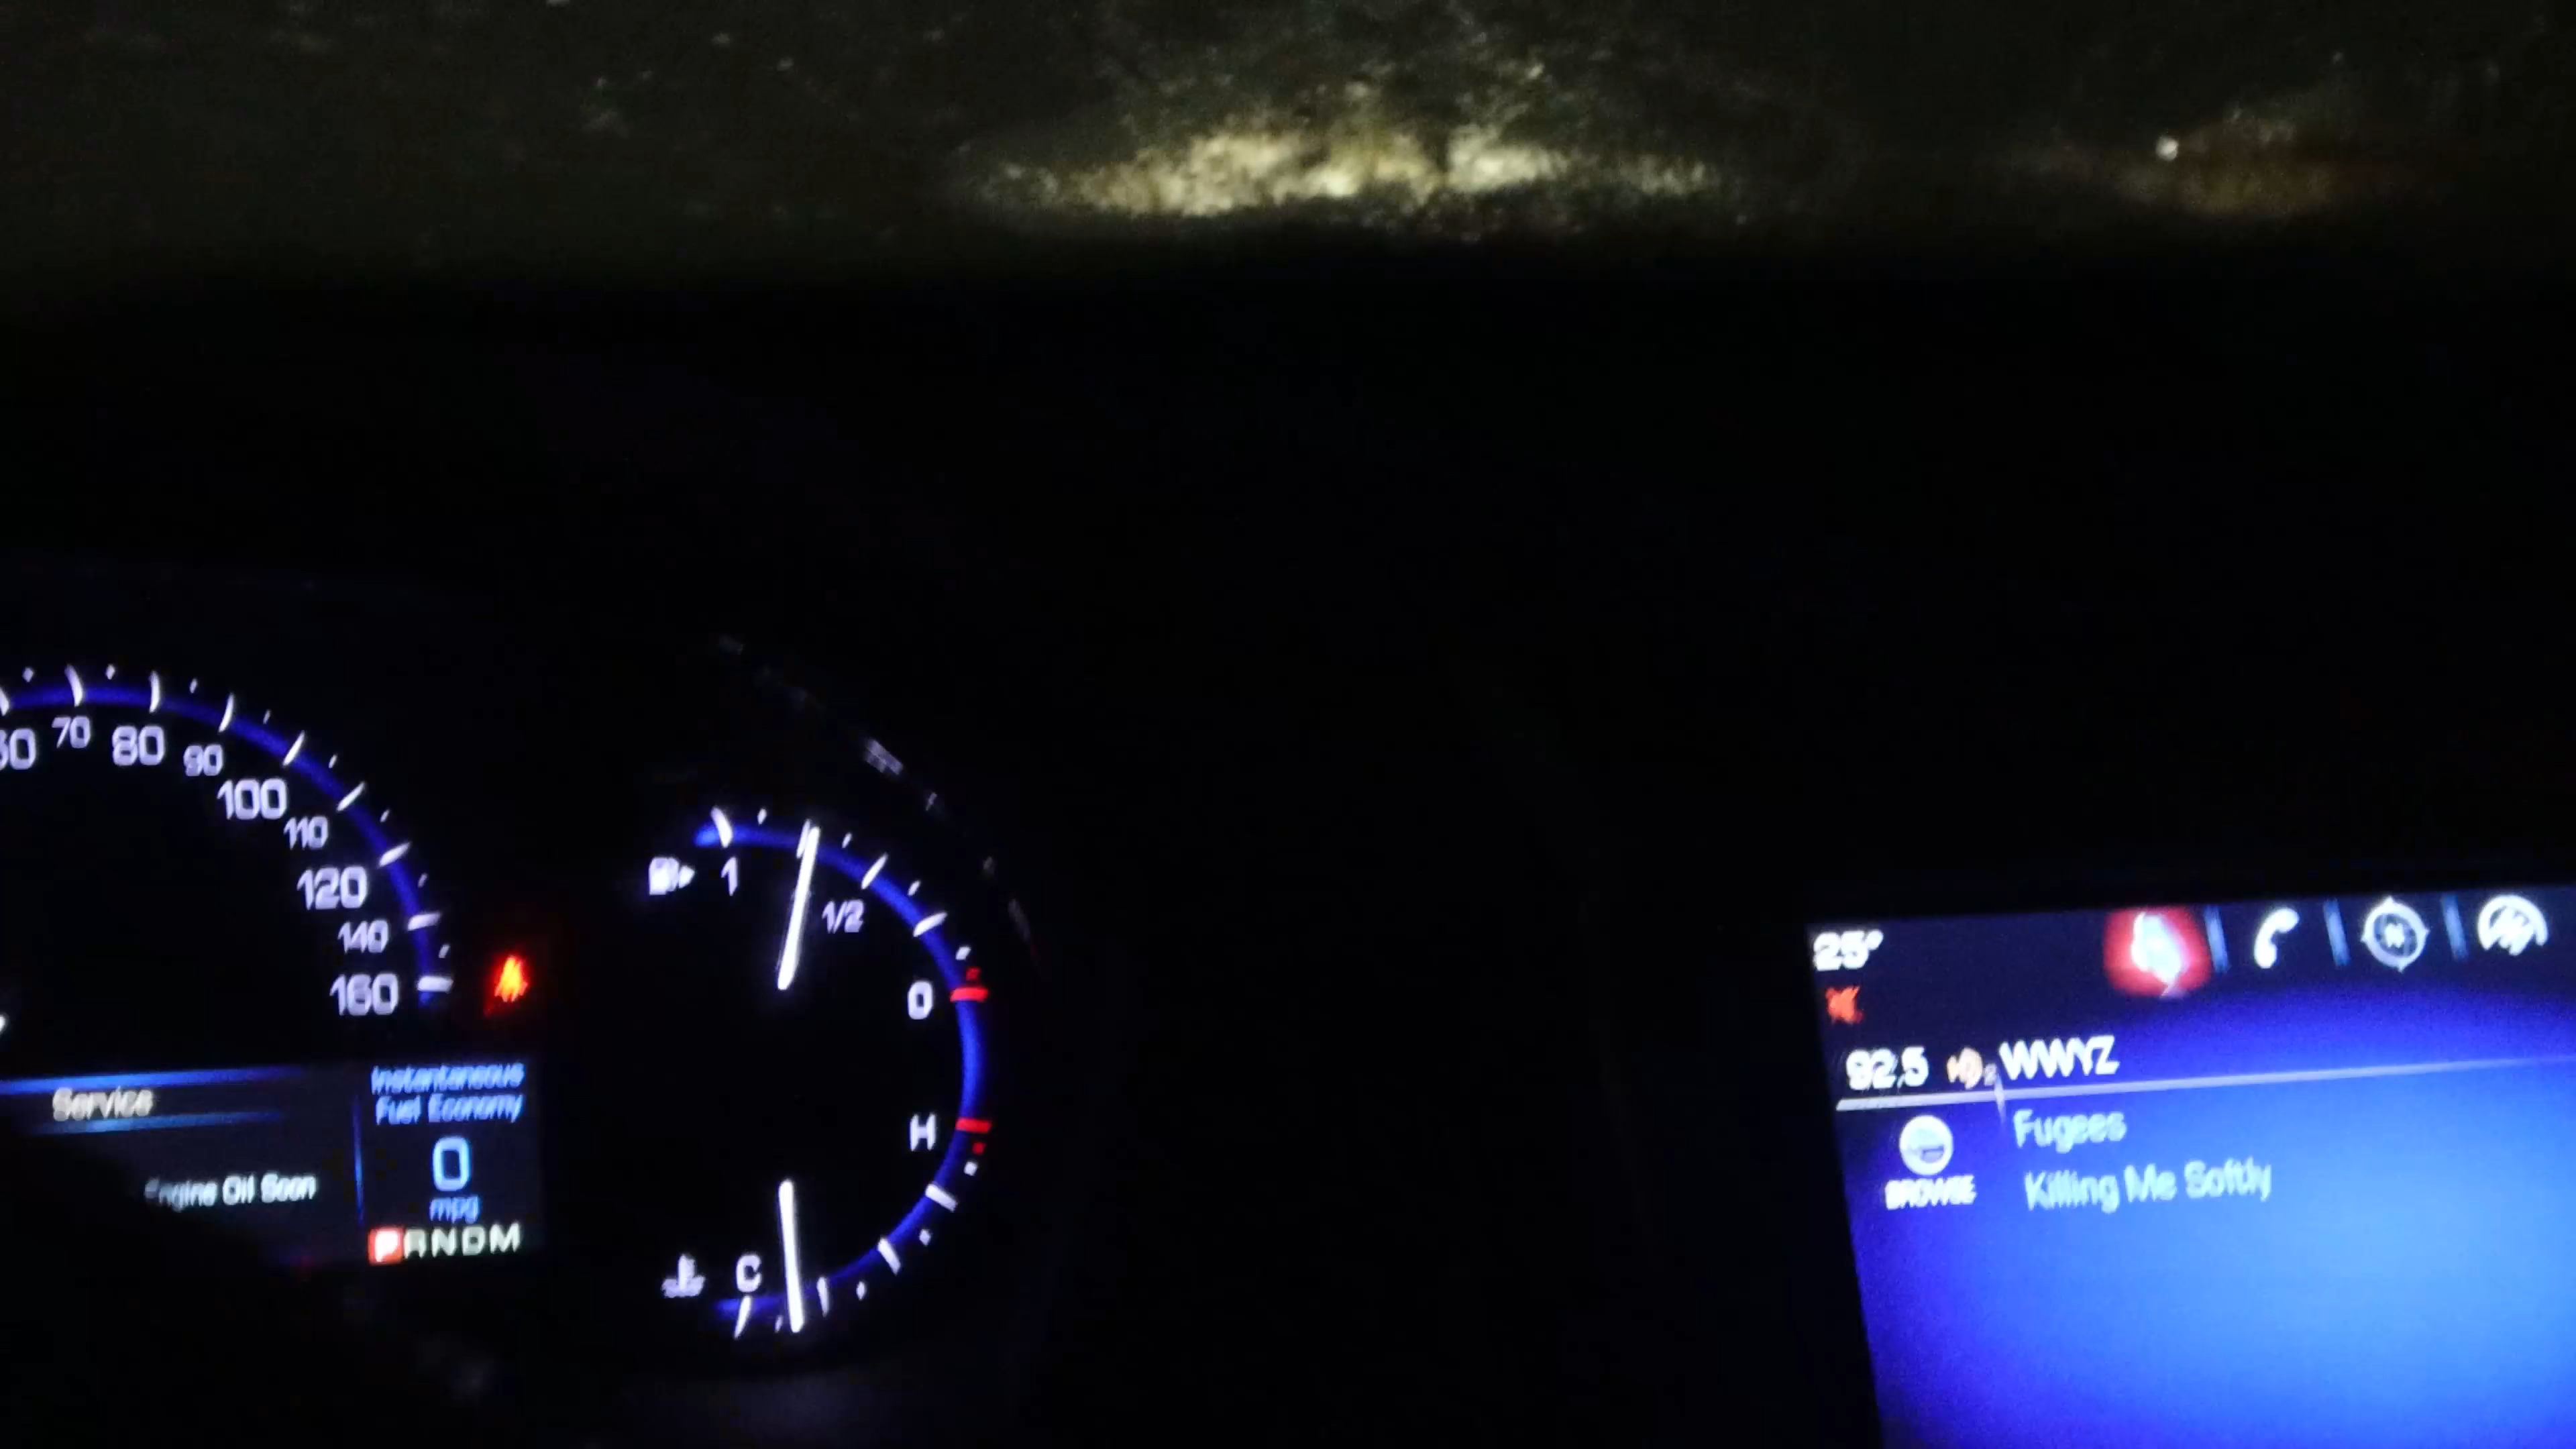 70
80
90
100
110
120
140
160
1
1/2
0
H
C
Service
Engine Oil Soon
Instantaneous
Fuel Economy
0
mpg
PRNDM
25°
92.5 HD2 WWYZ
BROWSE
Fugees
Killing Me Softly